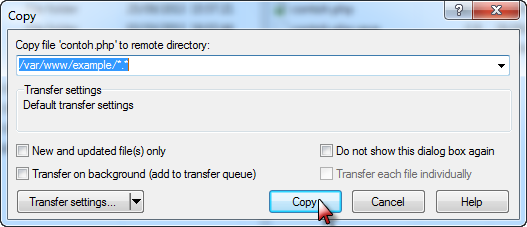 Copy
Copy file 'contoh.php' to remote directory:
/var/www/example/*.*
Transfer settings
Default transfer settings
New and updated file(s) only
Do not show this dialog box again
Transfer on background (add to transfer queue)
Transfer each file individually
Transfer settings...
Copy
Cancel
Help